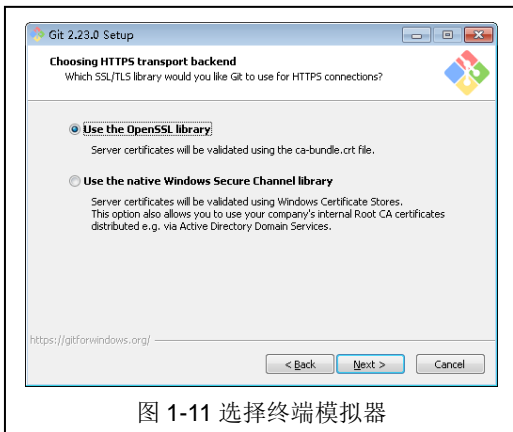 Git 2.23.0 Setup
Choosing HTTPS transport backend
Which SSL/TLS library would you like Git to use for HTTPS connections?
Use the OpenSSL library
Server certificates will be validated using the ca-bundle.crt file.
Use the native Windows Secure Channel library
Server certificates will be validated using Windows Certificate Stores.
This option also allows you to use your company's internal Root CA certificates
distributed e.g. via Active Directory Domain Services.
https://gitforwindows.org/
< Back Next > Cancel
图 1-11 选择终端模拟器